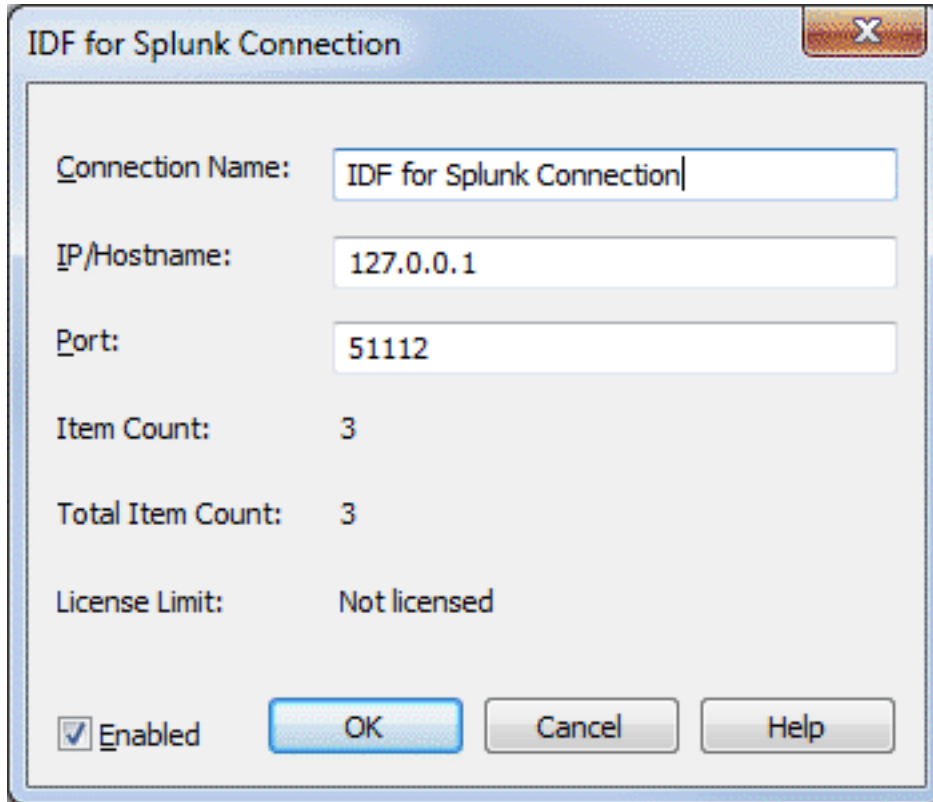 IDF for Splunk Connection
Connection Name: IDF for Splunk Connection
IP/Hostname: 127.0.0.1
Port: 51112
Item Count: 3
Total Item Count: 3
License Limit: Not licensed
Enabled OK Cancel Help